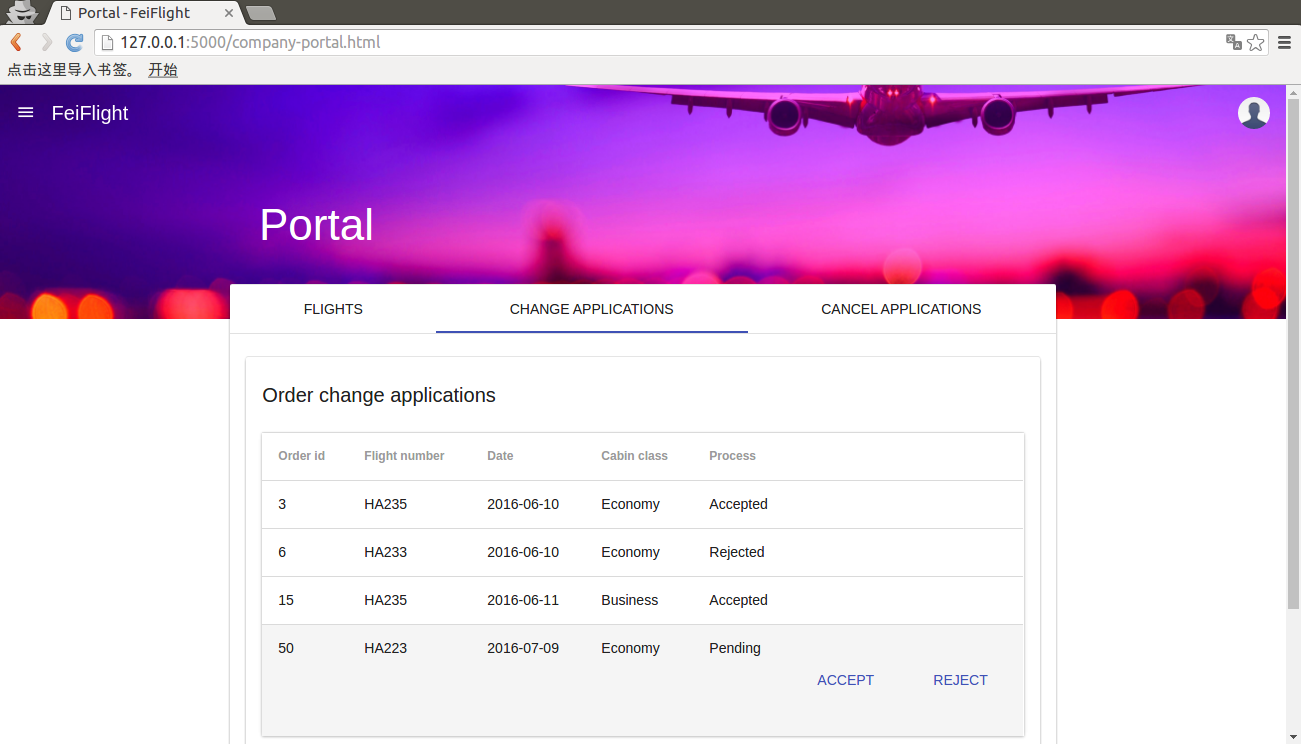 Portal - FeiFlight
127.0.0.1:5000/company-portal.html
点击这里导入书签。 开始
FeiFlight
Portal
FLIGHTS CHANGE APPLICATIONS CANCEL APPLICATIONS
Order change applications
Order id Flight number Date Cabin class Process
3 HA235 2016-06-10 Economy Accepted
6 HA233 2016-06-10 Economy Rejected
15 HA235 2016-06-11 Business Accepted
50 HA223 2016-07-09 Economy Pending
ACCEPT REJECT